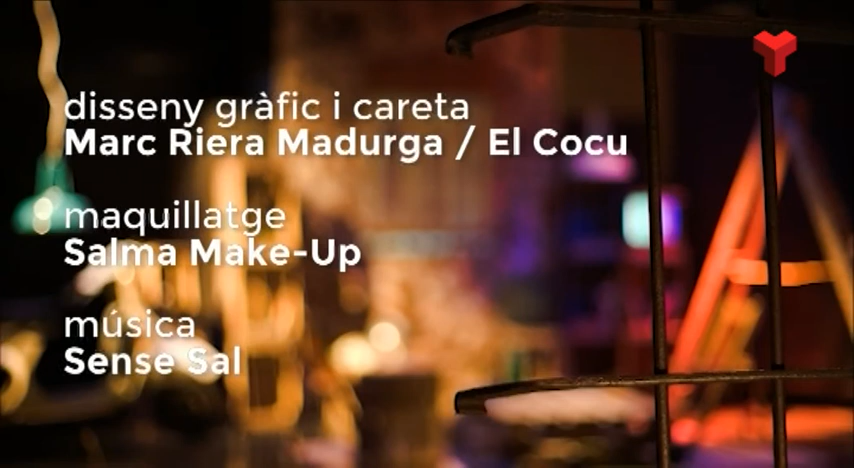 disseny gràfic i careta
Marc Riera Madurga / El Cocu
maquillatge
Salma Make-Up
música
Sense Sal